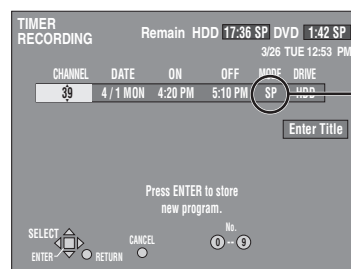 TIMER RECORDING
Remain HDD 17:36 SP DVD 1:42 SP
3/26 TUE 12:53 PM
CHANNEL DATE ON OFF MODE DRIVE
39 4 / 1 MON 4:20 PM 5:10 PM SP HDD
Enter Title
Press ENTER to store
new program.
SELECT
ENTER RETURN
CANCEL
No.
0 -- 9